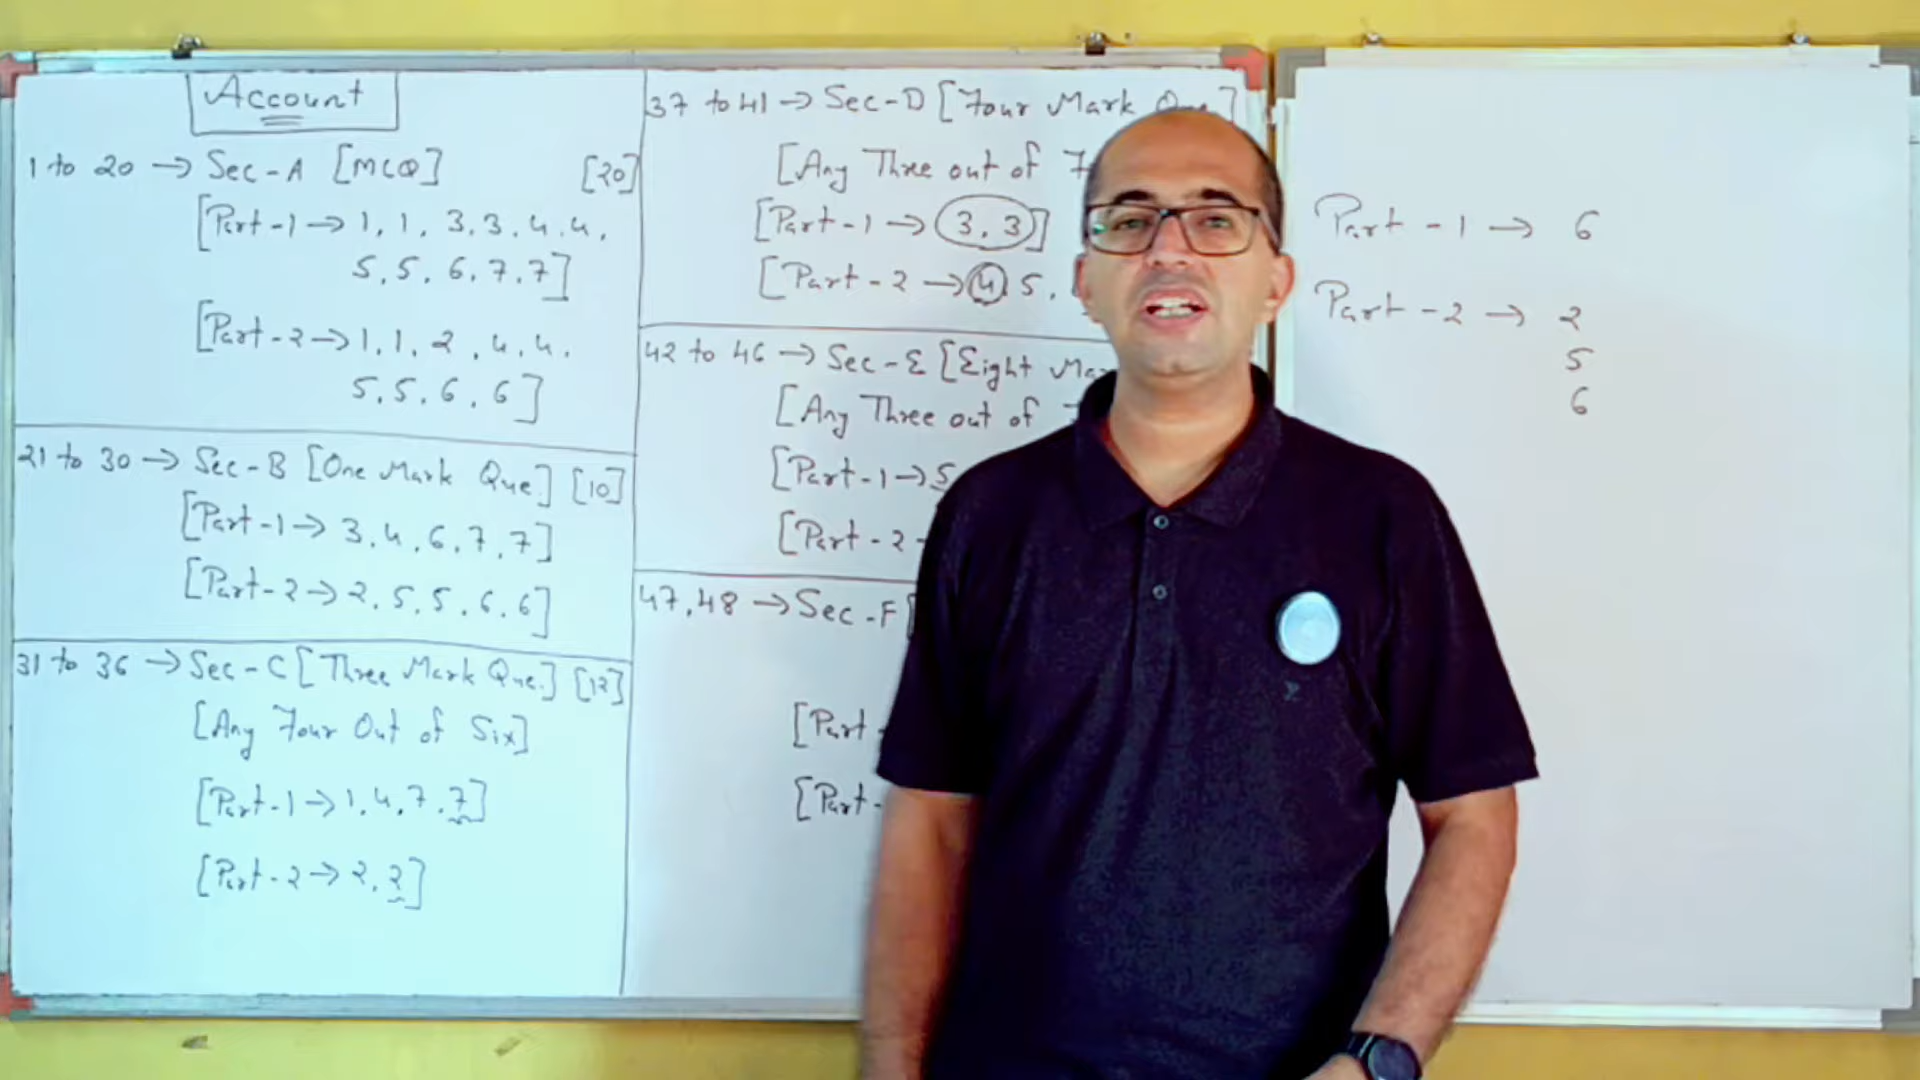 Account
1 to 20 → Sec-A [MCQ] [20]
[Part-1 → 1, 1, 3, 3, 4, 4,
5, 5, 6, 7, 7]
[Part-2 → 1, 1, 2, 4, 4,
5, 5, 6, 6]
21 to 30 → Sec-B [One Mark Que.] [10]
[Part-1 → 3, 4, 6, 7, 7]
[Part-2 → 2, 5, 5, 6, 6]
31 to 36 → Sec-C [Three Mark Que.] [12]
[Any Four Out of Six]
[Part-1 → 1, 4, 7, 7]
[Part-2 → 2, 2]
37 to 41 → Sec-D [Four Mark Que.]
[Any Three out of
[Part-1 → 3, 3]
[Part-2 → 4, 5,
42 to 46 → Sec-E [Eight
[Any Three out of
[Part-1 → 5
[Part-2
47, 48 → Sec-F [
[Part
[Part-
Part-1 → 6
Part-2 → 2
5
6